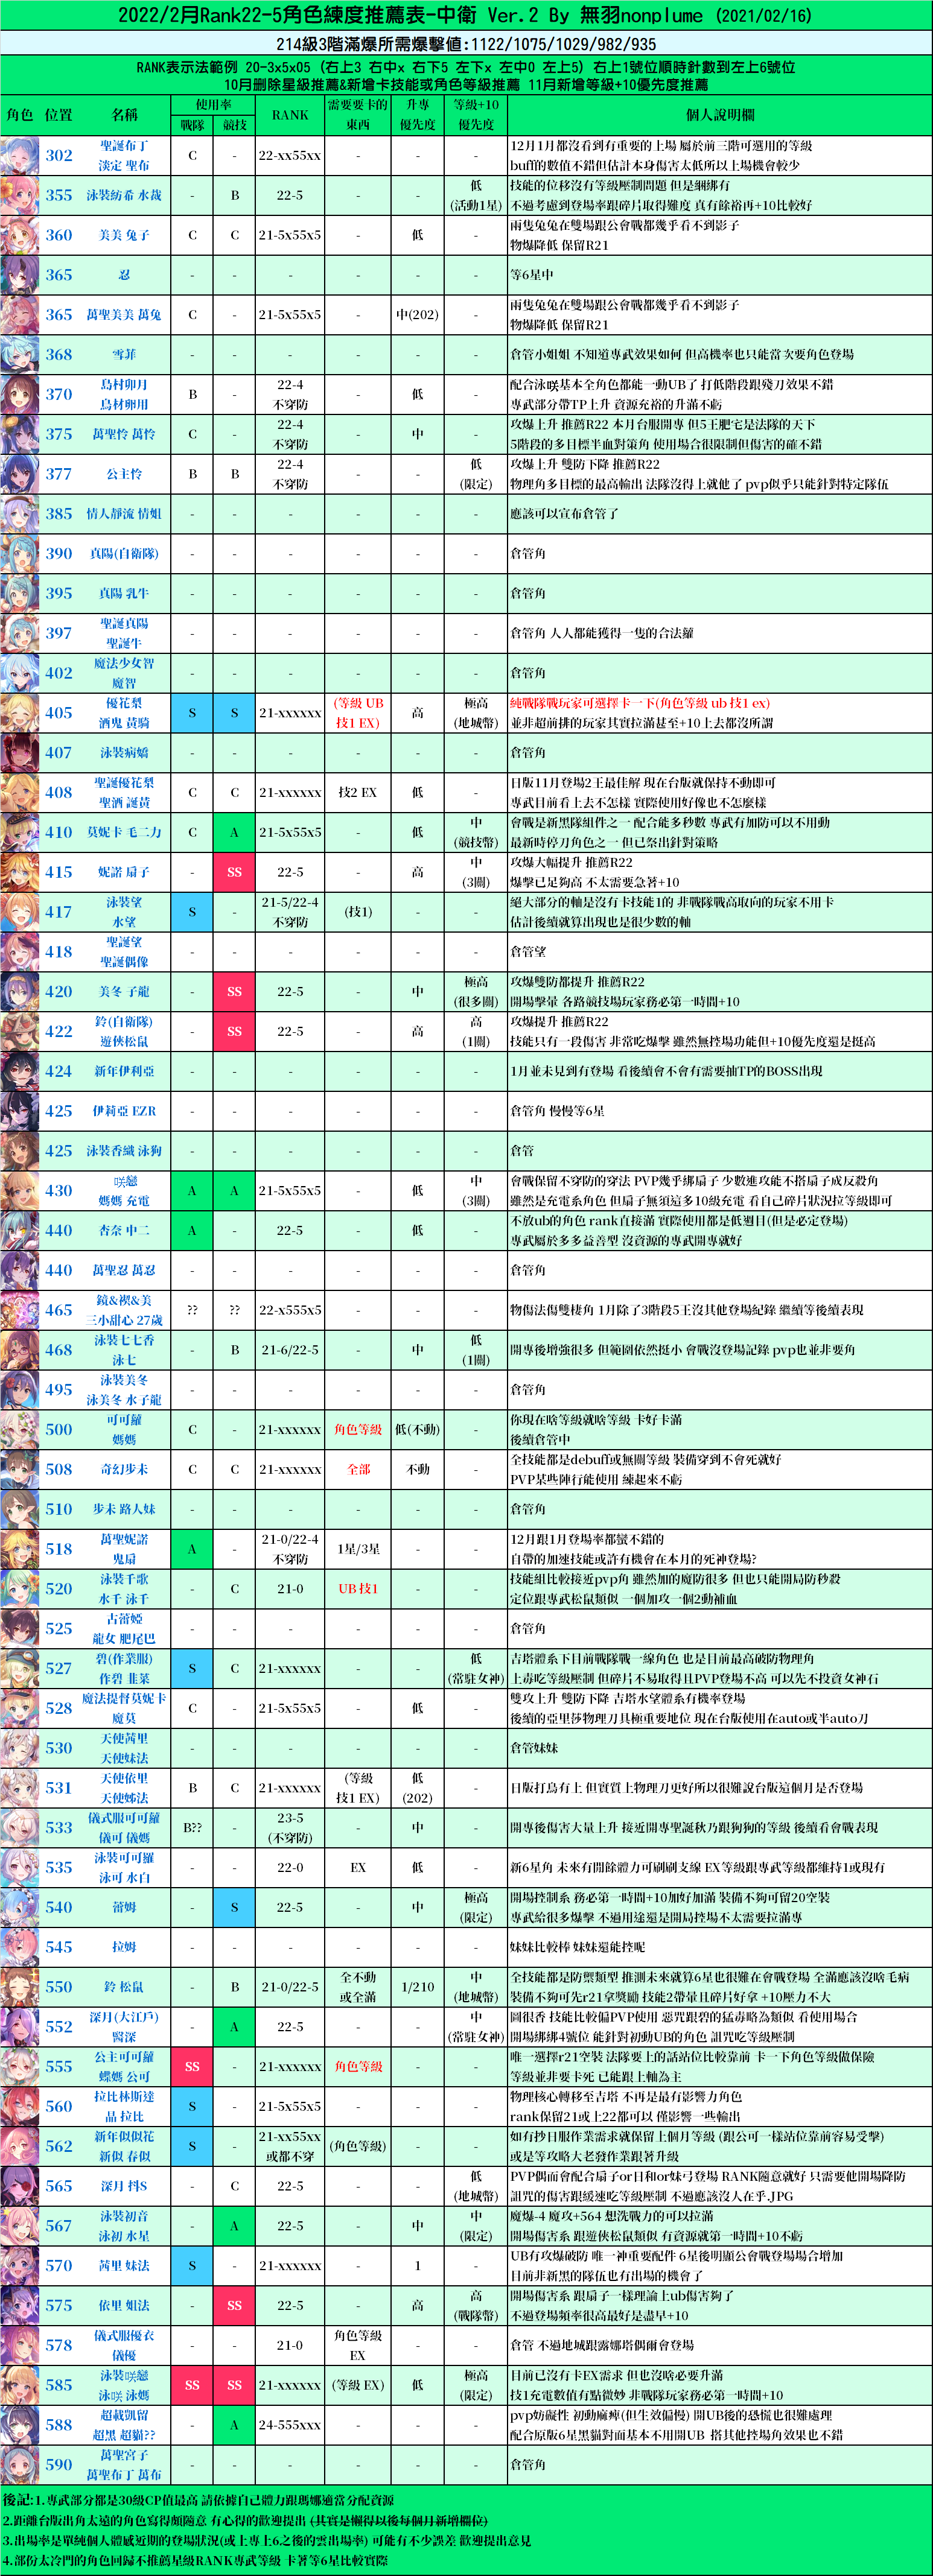 2022/2月Rank22-5角色練度推薦表-中衛 Ver.2 By 無羽nonplume (2021/02/16)
214級3階滿爆所需爆擊值:1122/1075/1029/982/935
RANK表示法範例 20-3x5x05 (右上3 右中x 右下5 左下x 左中0 左上5) 右上1號位順時針數到左上6號位
10月刪除星級推薦&新增卡技能或角色等級推薦 11月新增等級+10優先度推薦
角色 位置 名稱 使用率 戰隊 競技 RANK 需要要卡的東西 升專優先度 等級+10優先度 個人說明欄
302 聖誕布丁 淡定 聖布 C - 22-xx55xx - - - 12月1月都沒看到有重要的上場 屬於前三階可選用的等級
buff的數值不錯但估計本身傷害太低所以上場機會較少
355 泳裝紡希 水裁 - B 22-5 - - 低(活動1星) 技能的位移沒有等級壓制問題 但是綑綁有
不過考慮到登場率跟碎片取得難度 真有餘裕再+10比較好
360 美美 兔子 C C 21-5x55x5 - 低 - 兩隻兔兔在雙場跟公會戰都幾乎看不到影子
物爆降低 保留R21
365 忍 - - - - - - 等6星中
365 萬聖美美 萬兔 C - 21-5x55x5 - 中(202) - 兩隻兔兔在雙場跟公會戰都幾乎看不到影子
物爆降低 保留R21
368 雪菲 - - - - - - 倉管小姐姐 不知道專武效果如何 但高機率也只能當次要角色登場
370 島村卯月 島材卵用 B - 22-4 不穿防 - 低 - 配合泳咲基本全角色都能一動UB了 打低階段跟殘刀效果不錯
專武部分帶TP上升 資源充裕的升滿不虧
375 萬聖怜 萬怜 C - 22-4 不穿防 - 中 - 攻爆上升 推薦R22 本月台服開專 但5王肥宅是法隊的天下
5階段的多目標半血對策角 使用場合很限制但傷害的確不錯
377 公主怜 B B 22-4 不穿防 - - 低(限定) 攻爆上升 雙防下降 推薦R22
物理角多目標的最高輸出 法隊沒得上就他了 pvp似乎只能針對特定隊伍
385 情人靜流 情姐 - - - - - - 應該可以宣布倉管了
390 真陽(自衛隊) - - - - - - 倉管角
395 真陽 乳牛 - - - - - - 倉管角
397 聖誕真陽 聖誕牛 - - - - - - 倉管角 人人都能獲得一隻的合法蘿
402 魔法少女智 魔智 - - - - - - 倉管角
405 優花梨 酒鬼 黃騎 S S 21-xxxxxx (等級 UB 技1 EX) 高 極高(地城幣) 純戰隊戰玩家可選擇卡一下(角色等級 ub 技1 ex)
並非超前排的玩家其實拉滿甚至+10上去都沒所謂
407 泳裝病嬌 - - - - - - 倉管角
408 聖誕優花梨 聖酒 誕黃 C C 21-xxxxxx 技2 EX 低 - 日版11月登場2王最佳解 現在台版就保持不動即可
專武目前看上去不怎樣 實際使用好像也不怎麼樣
410 莫妮卡 毛二力 C A 21-5x55x5 - 低 中(競技幣) 會戰是新黑隊組件之一 配合能多秒數 專武有加防可以不用動
最新時停刀角色之一 但已祭出針對策略
415 妮諾 扇子 - SS 22-5 - 高 中(3圖) 攻爆大幅提升 推薦R22
爆擊已足夠高 不太需要急著+10
417 泳裝望 水望 S - 21-5/22-4 不穿防 (技1) - - 絕大部分的軸是沒有卡技能1的 非戰隊戰高取向的玩家不用卡
估計後續就算出現也是很少數的軸
418 聖誕望 聖誕偶像 - - - - - - 倉管望
420 美冬 子龍 - SS 22-5 - 中 極高(很多圖) 攻爆雙防都提升 推薦R22
開場擊暈 各路競技場玩家務必第一時間+10
422 鈴(自衛隊) 遊俠松鼠 - SS 22-5 - 高 高(1圖) 攻爆提升 推薦R22
技能只有一段傷害 非常吃爆擊 雖然無控場功能但+10優先度還是挺高
424 新年伊利亞 - - - - - - 1月並未見到有登場 看後續會不會有需要抽TP的BOSS出現
425 伊莉亞 EZR - - - - - - 倉管角 慢慢等6星
425 泳裝香織 泳狗 - - - - - - 倉管
430 咲戀 媽媽 充電 A A 21-5x55x5 - 低 中(3圖) 會戰保留不穿防的穿法 PVP幾乎綁扇子 少數進攻能不搭扇子成反殺角
雖然是充電系角色 但扇子無須這多10級充電 看自己碎片狀況拉等級即可
440 杏奈 中二 A - 22-5 - 低 - 不放ub的角色 rank直接滿 實際使用都是低週目(但是必定登場)
專武屬於多多益善型 沒資源的專武開專就好
440 萬聖忍 萬忍 - - - - - - 倉管角
465 鏡&禊&美 三小甜心 27歲 ?? ?? 22-x555x5 - - - 物傷法傷雙棲角 1月除了3階段5王沒其他登場紀錄 繼續等後續表現
468 泳裝七七香 泳七 - B 21-6/22-5 - 中 低(1圖) 開專後增強很多 但範圍依然挺小 會戰沒登場記錄 pvp也並非要角
495 泳裝美冬 泳美冬 水子龍 - - - - - - 倉管角
500 可可蘿 媽媽 C - 21-xxxxxx 角色等級 低(不動) - 你現在啥等級就啥等級 卡好卡滿
後續倉管中
508 奇幻步未 C C 21-xxxxxx 全部 不動 - 全技能都是debuff或無關等級 裝備穿到不會死就好
PVP某些陣行能使用 練起來不虧
510 步未 路人妹 - - - - - - 倉管角
518 萬聖妮諾 鬼扇 A - 21-0/22-4 不穿防 1星/3星 - - 12月跟1月登場率都蠻不錯的
自帶的加速技能或許有機會在本月的死神登場?
520 泳裝千歌 水千 泳千 - C 21-0 UB 技1 - - 技能組比較接近pvp角 雖然加的魔防很多 但也只能開局防秒殺
定位跟專武松鼠類似 一個加攻一個2動補血
525 古蕾婭 龍女 肥尾巴 - - - - - - 倉管角
527 碧(作業服) 作碧 韭菜 S C 21-xxxxxx - - 低(常駐女神) 吉塔體系下目前戰隊戰一線角色 也是目前最高破防物理角
上毒吃等級壓制 但碎片不易取得且PVP登場不高 可以先不投資女神石
528 魔法提督莫妮卡 魔莫 C - 21-5x55x5 - 低 - 雙攻上升 雙防下降 吉塔水望體系有機率登場
後續的亞里莎物理刀具極重要地位 現在台版使用在auto或半auto刀
530 天使茜里 天使妹法 - - - - - - 倉管妹妹
531 天使依里 天使姊法 B C 21-xxxxxx (等級 技1 EX) 低(202) - 日版打鳥有上 但實質上物理刀更好所以很難說台版這個月是否登場
533 儀式服可可蘿 儀可 儀媽 B?? - 23-5 (不穿防) - 中 - 開專後傷害大量上升 接近開專聖誕秋乃跟狗狗的等級 後續看會戰表現
535 泳裝可可羅 泳可 水白 - - 22-0 EX 低 - 新6星角 未來有閒餘體力可刷刷支線 EX等級跟專武等級都維持1或現有
540 蕾姆 - S 22-5 - 中 極高(限定) 開場控制系 務必第一時間+10加好加滿 裝備不夠可留20空裝
專武給很多爆擊 不過用途還是開局控場不太需要拉滿專
545 拉姆 - - - - - - 妹妹比較棒 妹妹還能控呢
550 鈴 松鼠 - B 21-0/22-5 全不動或全滿 1/210 中(地城幣) 全技能都是防禦類型 推測未來就算6星也很難在會戰登場 全滿應該沒啥毛病
裝備不夠可先r21拿獎勵 技能2帶暈且碎片好拿 +10壓力不大
552 深月(大江戶) 醫深 - A 22-5 - - 中(常駐女神) 圖很香 技能比較偏PVP使用 惡咒跟碧的猛毒略為類似 看使用場合
開場綁綁4號位 能針對初動UB的角色 詛咒吃等級壓制
555 公主可可蘿 蝶媽 公可 SS - 21-xxxxxx 角色等級 - - 唯一選擇r21空裝 法隊要上的話站位比較靠前 卡一下角色等級做保險
等級並非要卡死 已能跟上軸為主
560 拉比林斯達 晶 拉比 S - 21-5x55x5 - - - 物理核心轉移至吉塔 不再是最有影響力角色
rank保留21或上22都可以 僅影響一些輸出
562 新年似似花 新似 春似 S - 21-xx55xx 或都不穿 (角色等級) - - 如有抄日服作業需求就保留上個月等級 (跟公可一樣站位靠前容易受擊)
或是等攻略大老發作業跟著升級
565 深月 抖S - C 22-5 - - 低(地城幣) PVP偶而會配合扇子or日和or妹弓登場 RANK隨意就好 只需要他開場降防
詛咒的傷害跟緩速吃等級壓制 不過應該沒人在乎.JPG
567 泳裝初音 泳初 水星 - A 22-5 - 中 中(限定) 魔爆-4 魔攻+564 想洗戰力的可以拉滿
開場傷害系 跟遊俠松鼠類似 有資源就第一時間+10不虧
570 茜里 妹法 S - 21-xxxxxx - 1 - UB有攻爆破防 唯一神重要配件 6星後明顯公會戰登場場合增加
目前非新黑的隊伍也有出場的機會了
575 依里 姐法 - SS 22-5 - 高 高(戰隊幣) 開場傷害系 跟扇子一樣理論上ub傷害夠了
不過登場頻率很高最好是盡早+10
578 儀式服優衣 儀優 - - 21-0 角色等級 EX - - 倉管 不過地城跟露娜塔偶爾會登場
585 泳裝咲戀 泳咲 泳媽 SS SS 21-xxxxxx (等級 EX) 低 極高(限定) 目前已沒有卡EX需求 但也沒啥必要升滿
技1充電數值有點微妙 非戰隊玩家務必第一時間+10
588 超載凱留 超黑 超貓?? - A 24-555xxx - - - pvp妨礙性 初動麻痺(但生效偏慢) 開UB後的恐慌也很難處理
配合原版6星黑貓對面基本不用開UB 搭其他控場角效果也不錯
590 萬聖宮子 萬聖布丁 萬布 - - - - - - 倉管角
後記:1.專武部分都是30級CP值最高 請依據自己體力跟瑪娜適當分配資源
2.距離台版出角太遠的角色寫得頗隨意 有心得的歡迎提出 (其實是懶得以後每個月新增欄位)
3.出場率是單純個人體感近期的登場狀況(或上專上6之後的雲出場率) 可能有不少誤差 歡迎提出意見
4.部份太冷門的角色回歸不推薦星級RANK專武等級 卡著等6星比較實際